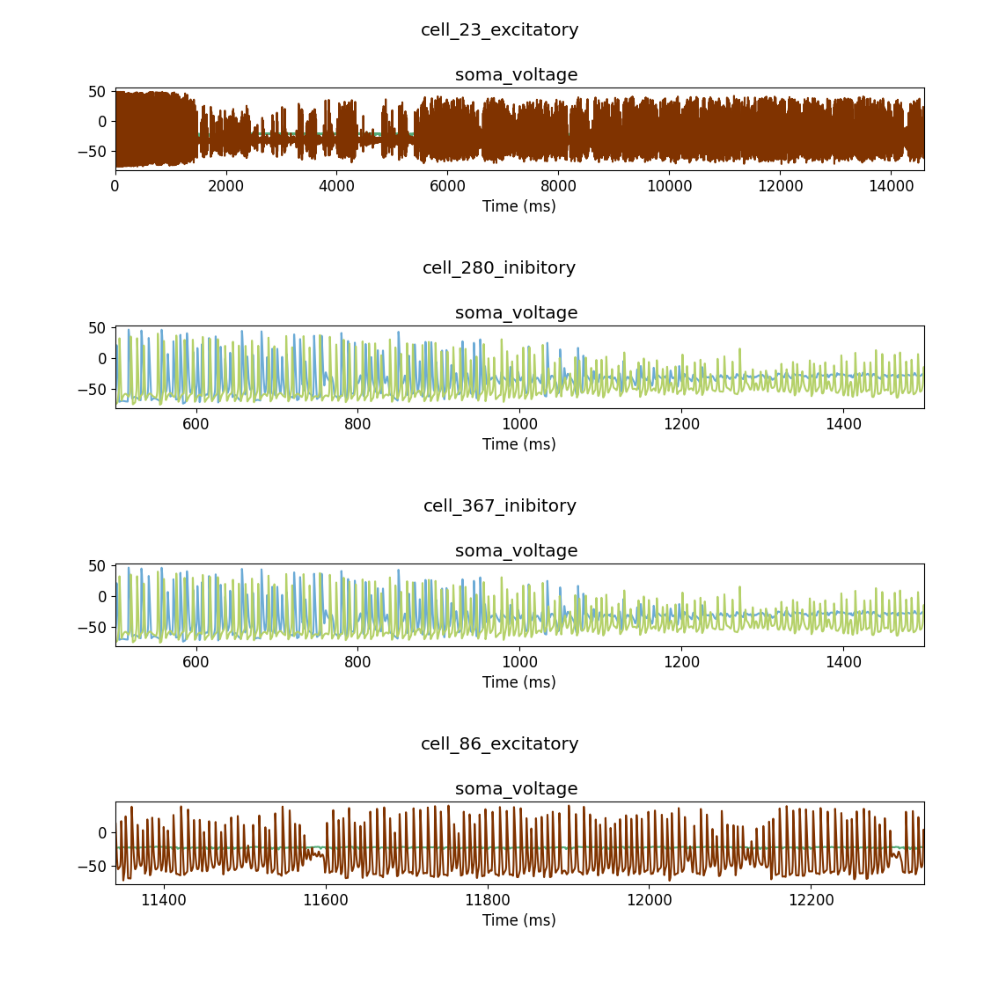 cell_23_excitatory
soma_voltage
50
0
−50
0 2000 4000 6000 8000 10000 12000 14000
Time (ms)
cell_280_inibitory
soma_voltage
50
0
−50
600 800 1000 1200 1400
Time (ms)
cell_367_inibitory
soma_voltage
50
0
−50
600 800 1000 1200 1400
Time (ms)
cell_86_excitatory
soma_voltage
0
−50
11400 11600 11800 12000 12200
Time (ms)